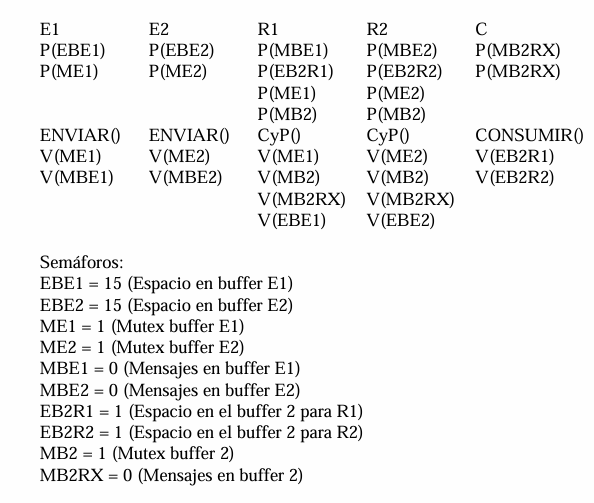 E1 E2 R1 R2 C
P(EBE1) P(EBE2) P(MBE1) P(MBE2) P(MB2RX)
P(ME1) P(ME2) P(EB2R1) P(EB2R2) P(MB2RX)
P(ME1) P(ME2)
P(MB2) P(MB2)
ENVIAR() ENVIAR() CyP() CyP() CONSUMIR()
V(ME1) V(ME2) V(ME1) V(ME2) V(EB2R1)
V(MBE1) V(MBE2) V(MB2) V(MB2) V(EB2R2)
V(MB2RX) V(MB2RX)
V(EBE1) V(EBE2)
Semáforos:
EBE1 = 15 (Espacio en buffer E1)
EBE2 = 15 (Espacio en buffer E2)
ME1 = 1 (Mutex buffer E1)
ME2 = 1 (Mutex buffer E2)
MBE1 = 0 (Mensajes en buffer E1)
MBE2 = 0 (Mensajes en buffer E2)
EB2R1 = 1 (Espacio en el buffer 2 para R1)
EB2R2 = 1 (Espacio en el buffer 2 para R2)
MB2 = 1 (Mutex buffer 2)
MB2RX = 0 (Mensajes en buffer 2)